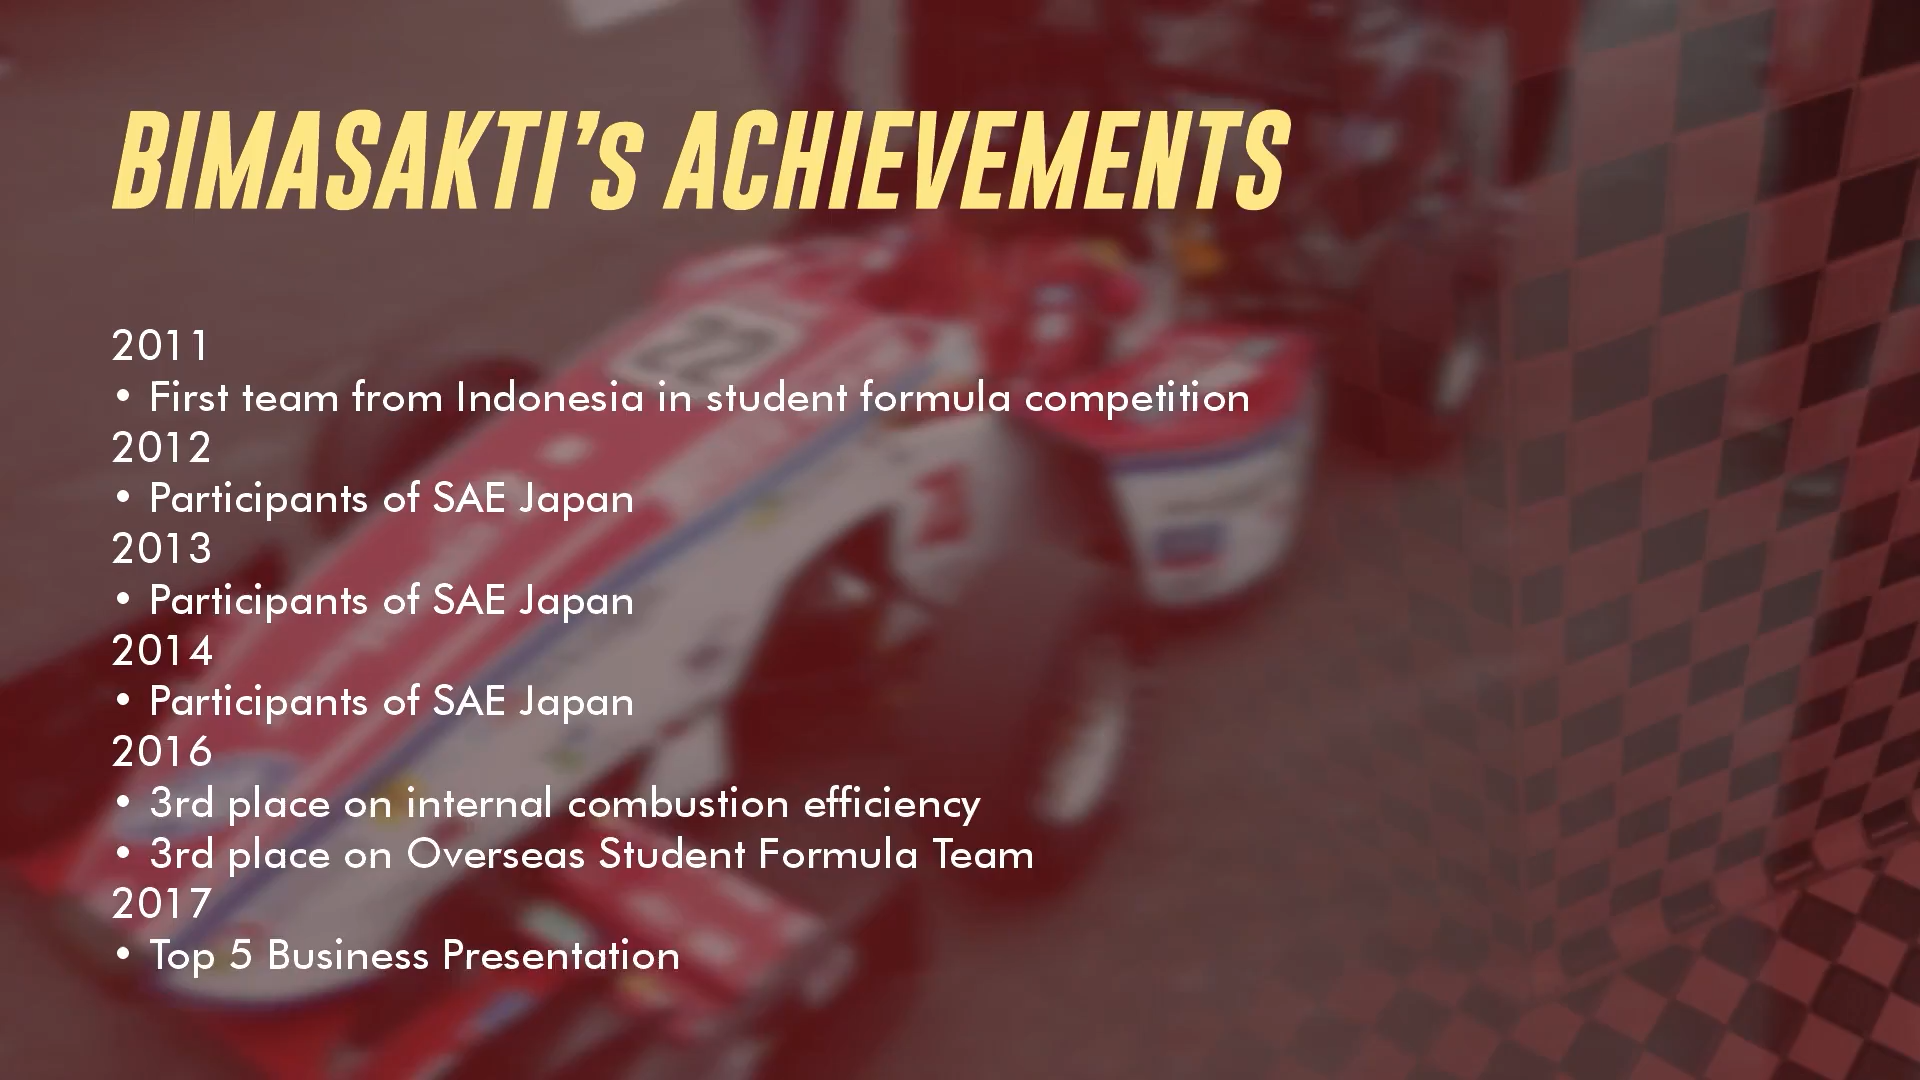 BIMASAKTI’s ACHIEVEMENTS
2011
• First team from Indonesia in student formula competition
2012
• Participants of SAE Japan
2013
• Participants of SAE Japan
2014
• Participants of SAE Japan
2016
• 3rd place on internal combustion efficiency
• 3rd place on Overseas Student Formula Team
2017
• Top 5 Business Presentation
22